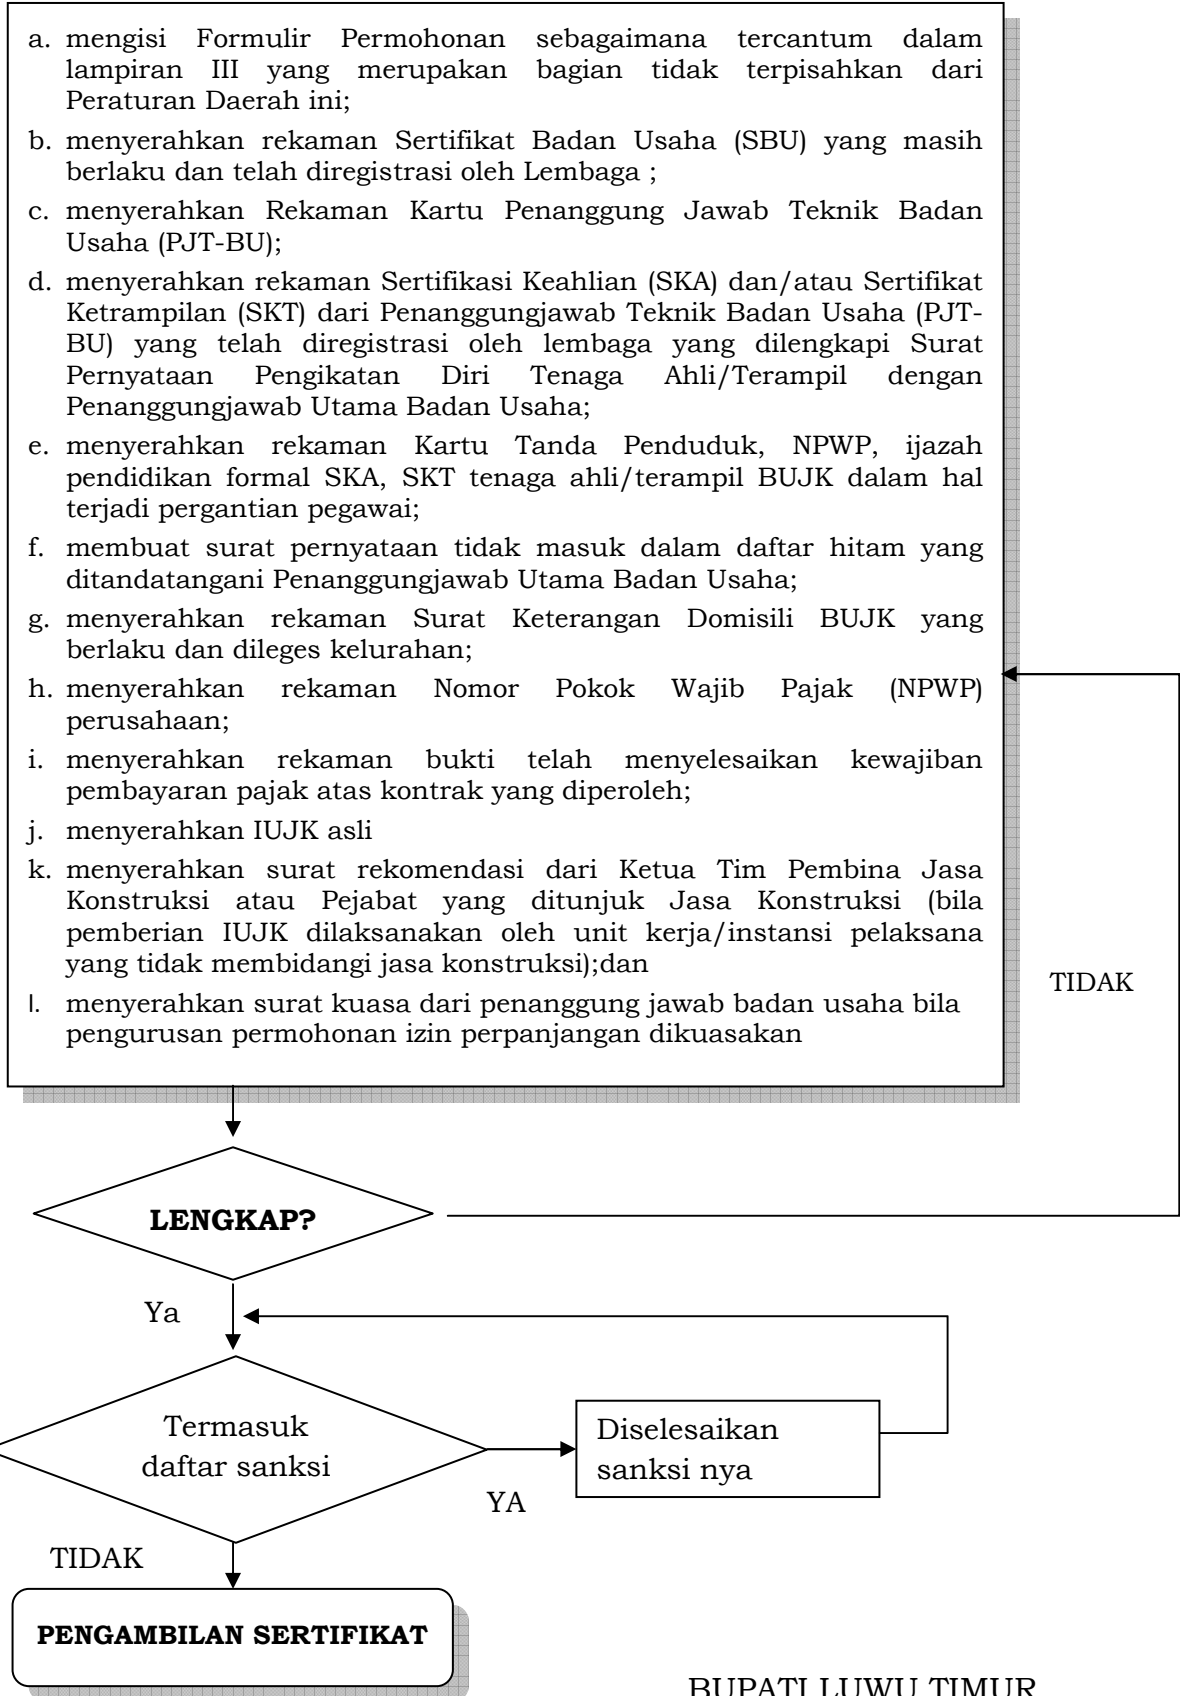 a. mengisi Formulir Permohonan sebagaimana tercantum dalam
lampiran III yang merupakan bagian tidak terpisahkan dari
Peraturan Daerah ini;
b. menyerahkan rekaman Sertifikat Badan Usaha (SBU) yang masih
berlaku dan telah diregistrasi oleh Lembaga ;
c. menyerahkan Rekaman Kartu Penanggung Jawab Teknik Badan
Usaha (PJT-BU);
d. menyerahkan rekaman Sertifikasi Keahlian (SKA) dan/atau Sertifikat
Ketrampilan (SKT) dari Penanggungjawab Teknik Badan Usaha (PJT-
BU) yang telah diregistrasi oleh lembaga yang dilengkapi Surat
Pernyataan Pengikatan Diri Tenaga Ahli/Terampil dengan
Penanggungjawab Utama Badan Usaha;
e. menyerahkan rekaman Kartu Tanda Penduduk, NPWP, ijazah
pendidikan formal SKA, SKT tenaga ahli/terampil BUJK dalam hal
terjadi pergantian pegawai;
f. membuat surat pernyataan tidak masuk dalam daftar hitam yang
ditandatangani Penanggungjawab Utama Badan Usaha;
g. menyerahkan rekaman Surat Keterangan Domisili BUJK yang
berlaku dan dileges kelurahan;
h. menyerahkan rekaman Nomor Pokok Wajib Pajak (NPWP)
perusahaan;
i. menyerahkan rekaman bukti telah menyelesaikan kewajiban
pembayaran pajak atas kontrak yang diperoleh;
j. menyerahkan IUJK asli
k. menyerahkan surat rekomendasi dari Ketua Tim Pembina Jasa
Konstruksi atau Pejabat yang ditunjuk Jasa Konstruksi (bila
pemberian IUJK dilaksanakan oleh unit kerja/instansi pelaksana
yang tidak membidangi jasa konstruksi);dan
l. menyerahkan surat kuasa dari penanggung jawab badan usaha bila
pengurusan permohonan izin perpanjangan dikuasakan
TIDAK
LENGKAP?
Ya
Termasuk
daftar sanksi
YA
Diselesaikan
sanksi nya
TIDAK
PENGAMBILAN SERTIFIKAT
BUPATI LUWU TIMUR